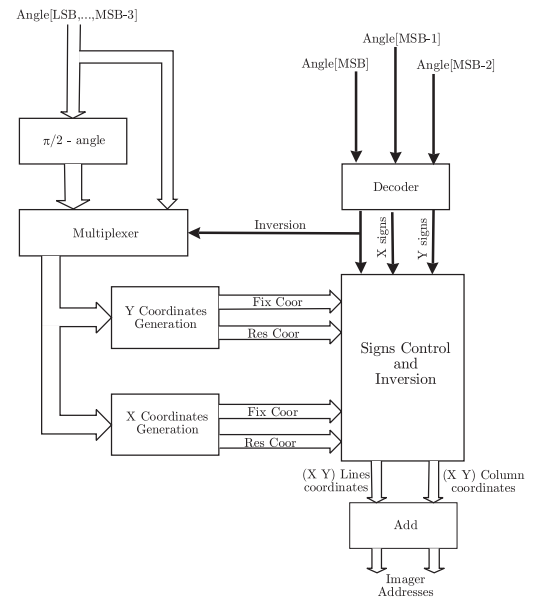 Angle[LSB,...,MSB-3]
Angle[MSB-1]
Angle[MSB]
Angle[MSB-2]
π/2 - angle
Decoder
Multiplexer
Inversion
X signs
Y signs
Y Coordinates
Generation
Fix Coor
Res Coor
Signs Control
and
Inversion
X Coordinates
Generation
Fix Coor
Res Coor
(X Y) Lines
coordinates
(X Y) Column
coordinates
Add
Imager
Addresses